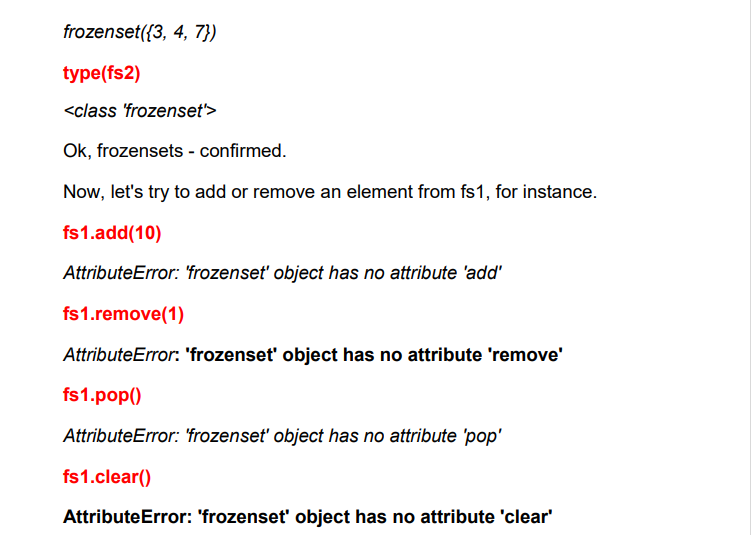 frozenset({3, 4, 7})
type(fs2)
<class 'frozenset'>
Ok, frozensets - confirmed.
Now, let's try to add or remove an element from fs1, for instance.
fs1.add(10)
AttributeError: 'frozenset' object has no attribute 'add'
fs1.remove(1)
AttributeError: 'frozenset' object has no attribute 'remove'
fs1.pop()
AttributeError: 'frozenset' object has no attribute 'pop'
fs1.clear()
AttributeError: 'frozenset' object has no attribute 'clear'